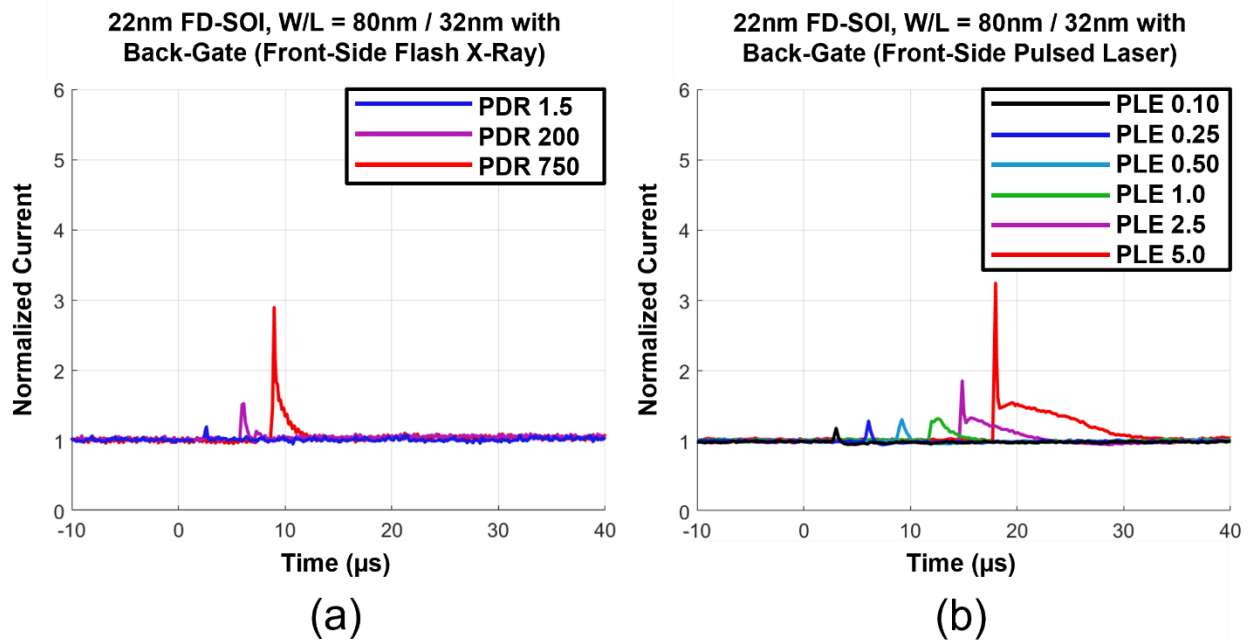 22nm FD-SOI, W/L = 80nm / 32nm with
Back-Gate (Front-Side Flash X-Ray)
6
5
4
3
2
1
0
-10
0
10
20
30
40
Normalized Current
Time (µs)
PDR 1.5
PDR 200
PDR 750
(a)
22nm FD-SOI, W/L = 80nm / 32nm with
Back-Gate (Front-Side Pulsed Laser)
6
5
4
3
2
1
0
-10
0
10
20
30
40
Normalized Current
Time (µs)
PLE 0.10
PLE 0.25
PLE 0.50
PLE 1.0
PLE 2.5
PLE 5.0
(b)